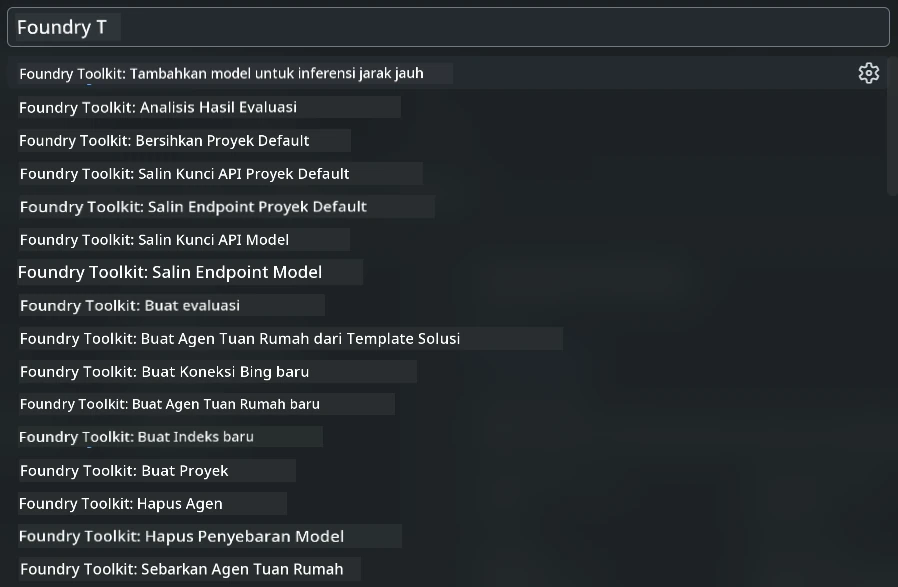 Foundry T
Foundry Toolkit: Tambahkan model untuk inferensi jarak jauh
Foundry Toolkit: Analisis Hasil Evaluasi
Foundry Toolkit: Bersihkan Proyek Default
Foundry Toolkit: Salin Kunci API Proyek Default
Foundry Toolkit: Salin Endpoint Proyek Default
Foundry Toolkit: Salin Kunci API Model
Foundry Toolkit: Salin Endpoint Model
Foundry Toolkit: Buat evaluasi
Foundry Toolkit: Buat Agen Tuan Rumah dari Template Solusi
Foundry Toolkit: Buat Koneksi Bing baru
Foundry Toolkit: Buat Agen Tuan Rumah baru
Foundry Toolkit: Buat Indeks baru
Foundry Toolkit: Buat Proyek
Foundry Toolkit: Hapus Agen
Foundry Toolkit: Hapus Penyebaran Model
Foundry Toolkit: Sebarkan Agen Tuan Rumah